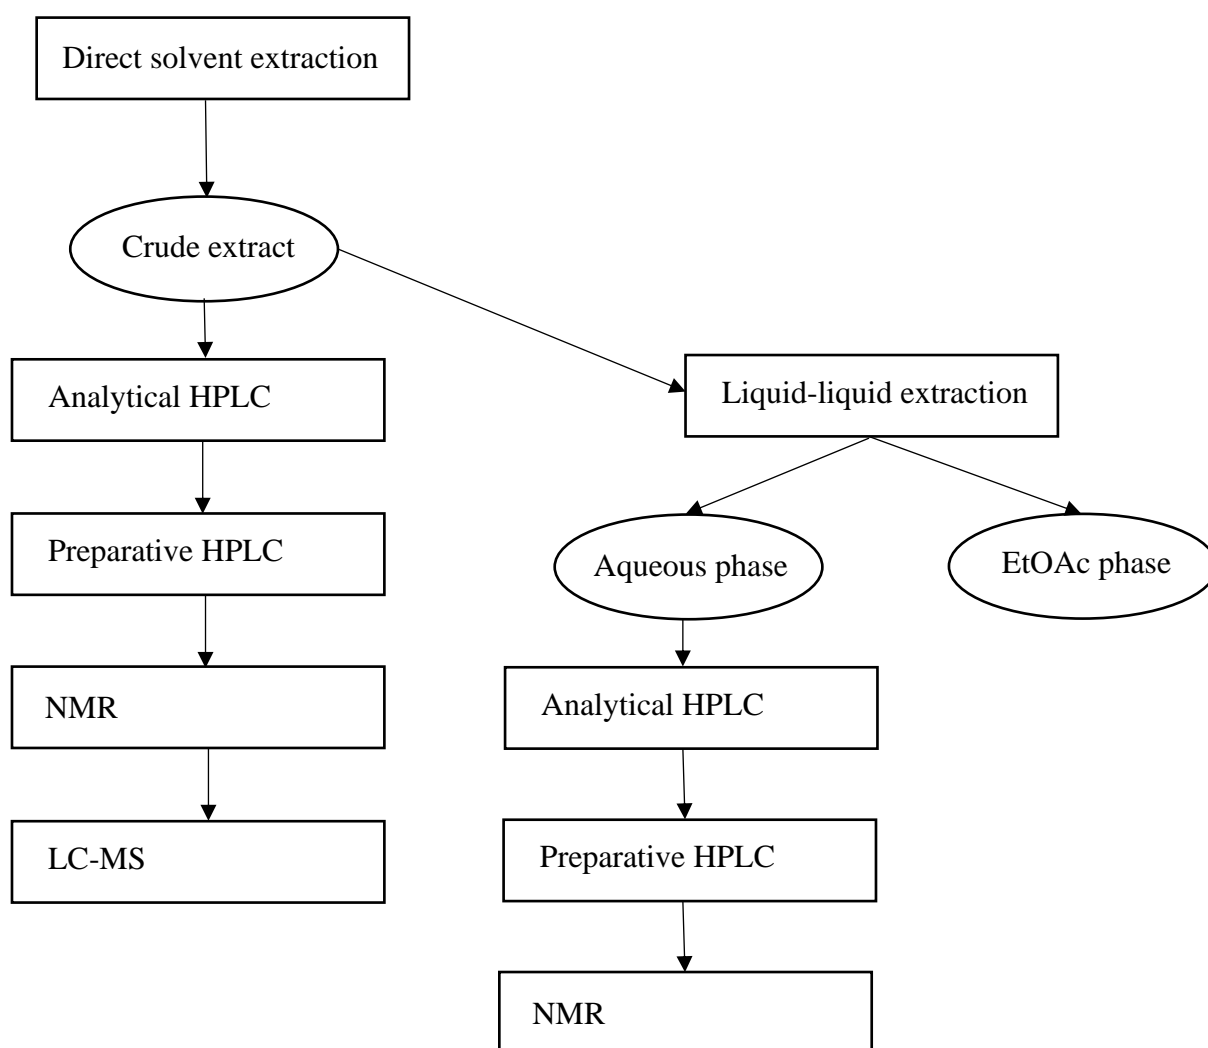 Direct solvent extraction
Crude extract
Analytical HPLC
Liquid-liquid extraction
Preparative HPLC
Aqueous phase
EtOAc phase
NMR
Analytical HPLC
LC-MS
Preparative HPLC
NMR